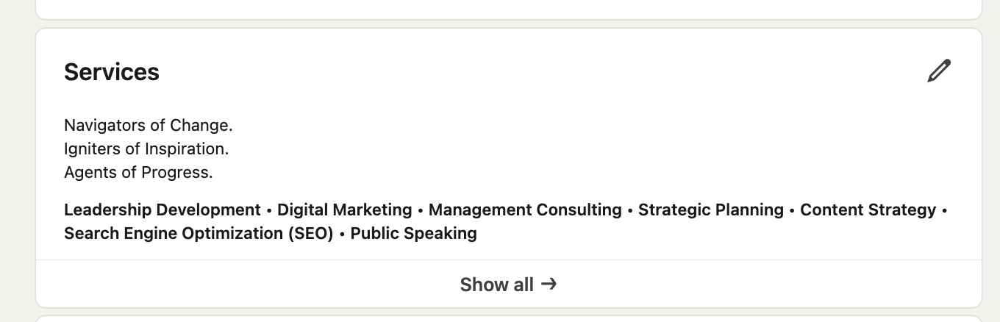 Services
Navigators of Change.
Igniters of Inspiration.
Agents of Progress.
Leadership Development • Digital Marketing • Management Consulting • Strategic Planning • Content Strategy •
Search Engine Optimization (SEO) • Public Speaking
Show all →